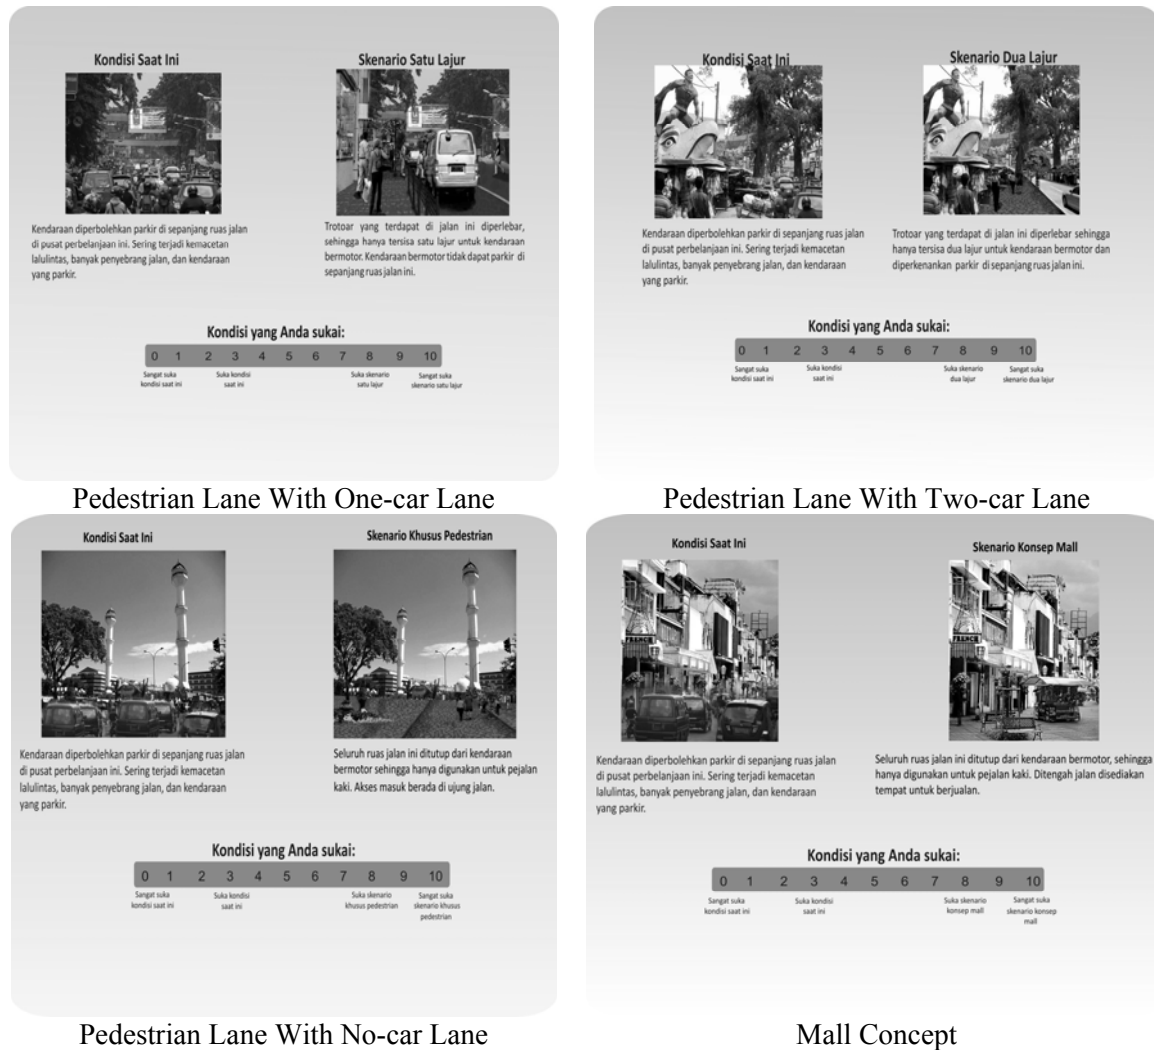 Kondisi Saat Ini
Skenario Satu Lajur
Kendaraan diperbolehkan parkir di sepanjang ruas jalan
di pusat perbelanjaan ini. Sering terjadi kemacetan
lalulintas, banyak penyebrang jalan, dan kendaraan
yang parkir.
Trotoar yang terdapat di jalan ini diperlebar,
sehingga hanya tersisa satu lajur untuk kendaraan
bermotor. Kendaraan bermotor tidak dapat parkir di
sepanjang ruas jalan ini.
Kondisi yang Anda sukai:
0 1 2 3 4 5 6 7 8 9 10
Sangat suka
kondisi saat ini
Suka kondisi
saat ini
Suka skenario
satu lajur
Sangat suka
skenario satu lajur
Pedestrian Lane With One-car Lane
Kondisi Saat Ini
Skenario Dua Lajur
Kendaraan diperbolehkan parkir di sepanjang ruas jalan
di pusat perbelanjaan ini. Sering terjadi kemacetan
lalulintas, banyak penyebrang jalan, dan kendaraan
yang parkir.
Trotoar yang terdapat di jalan ini diperlebar sehingga
hanya tersisa dua lajur untuk kendaraan bermotor dan
diperkenankan parkir di sepanjang ruas jalan ini.
Kondisi yang Anda sukai:
0 1 2 3 4 5 6 7 8 9 10
Sangat suka
kondisi saat ini
Suka kondisi
saat ini
Suka skenario
dua lajur
Sangat suka
skenario dua lajur
Pedestrian Lane With Two-car Lane
Kondisi Saat Ini
Skenario Khusus Pedestrian
Kendaraan diperbolehkan parkir di sepanjang ruas jalan
di pusat perbelanjaan ini. Sering terjadi kemacetan
lalulintas, banyak penyebrang jalan, dan kendaraan
yang parkir.
Seluruh ruas jalan ini ditutup dari kendaraan
bermotor sehingga hanya digunakan untuk pejalan
kaki. Akses masuk berada di ujung jalan.
Kondisi yang Anda sukai:
0 1 2 3 4 5 6 7 8 9 10
Sangat suka
kondisi saat ini
Suka kondisi
saat ini
Suka skenario
khusus pedestrian
Sangat suka
skenario khusus
pedestrian
Pedestrian Lane With No-car Lane
Kondisi Saat Ini
Skenario Konsep Mall
FRENCH
FRENCH
Kendaraan diperbolehkan parkir di sepanjang ruas jalan
di pusat perbelanjaan ini. Sering terjadi kemacetan
lalulintas, banyak penyebrang jalan, dan kendaraan
yang parkir.
Seluruh ruas jalan ini ditutup dari kendaraan bermotor, sehingga
hanya digunakan untuk pejalan kaki. Ditengah jalan disediakan
tempat untuk berjualan.
Kondisi yang Anda sukai:
0 1 2 3 4 5 6 7 8 9 10
Sangat suka
kondisi saat ini
Suka kondisi
saat ini
Suka skenario
konsep mall
Sangat suka
skenario konsep
mall
Mall Concept